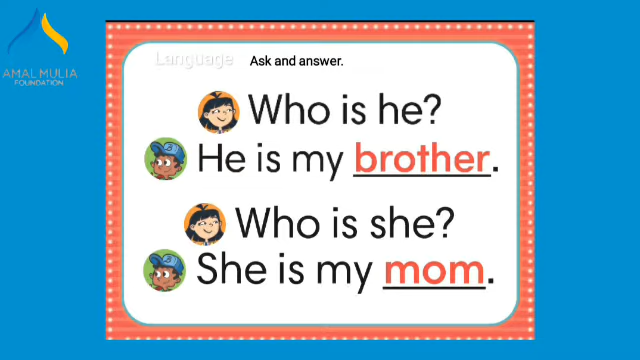 AMAL MULIA
FOUNDATION
Language Ask and answer.
Who is he?
He is my brother.
Who is she?
She is my mom.